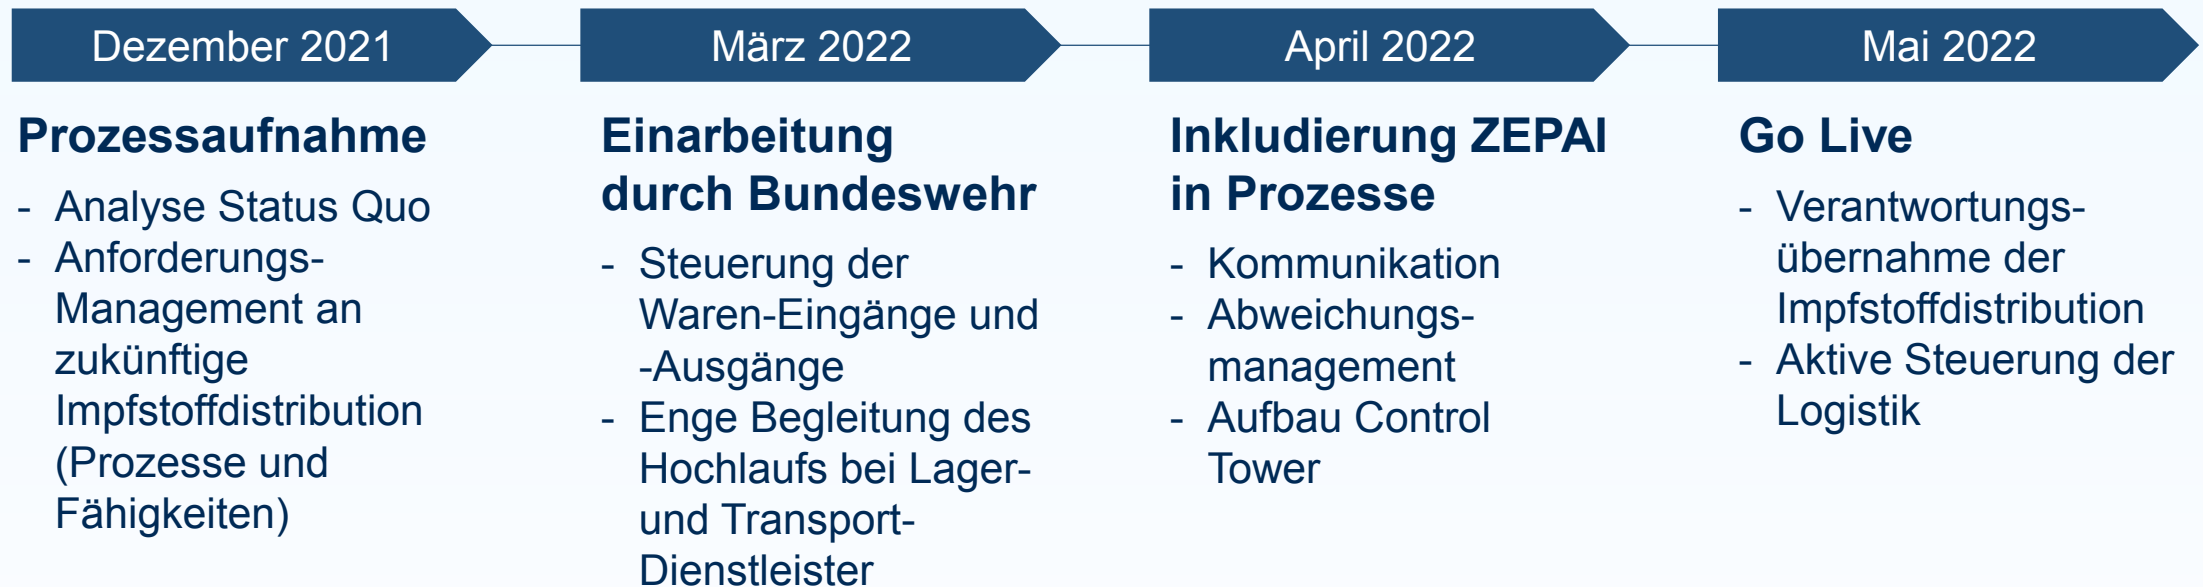 Dezember 2021
Prozessaufnahme
- Analyse Status Quo
- Anforderungs-
Management an
zukünftige
Impfstoffdistribution
(Prozesse und
Fähigkeiten)
März 2022
Einarbeitung
durch Bundeswehr
- Steuerung der
Waren-Eingänge und
-Ausgänge
- Enge Begleitung des
Hochlaufs bei Lager-
und Transport-
Dienstleister
April 2022
Inkludierung ZEPAI
in Prozesse
- Kommunikation
- Abweichungs-
management
- Aufbau Control
Tower
Mai 2022
Go Live
- Verantwortungs-
übernahme der
Impfstoffdistribution
- Aktive Steuerung der
Logistik